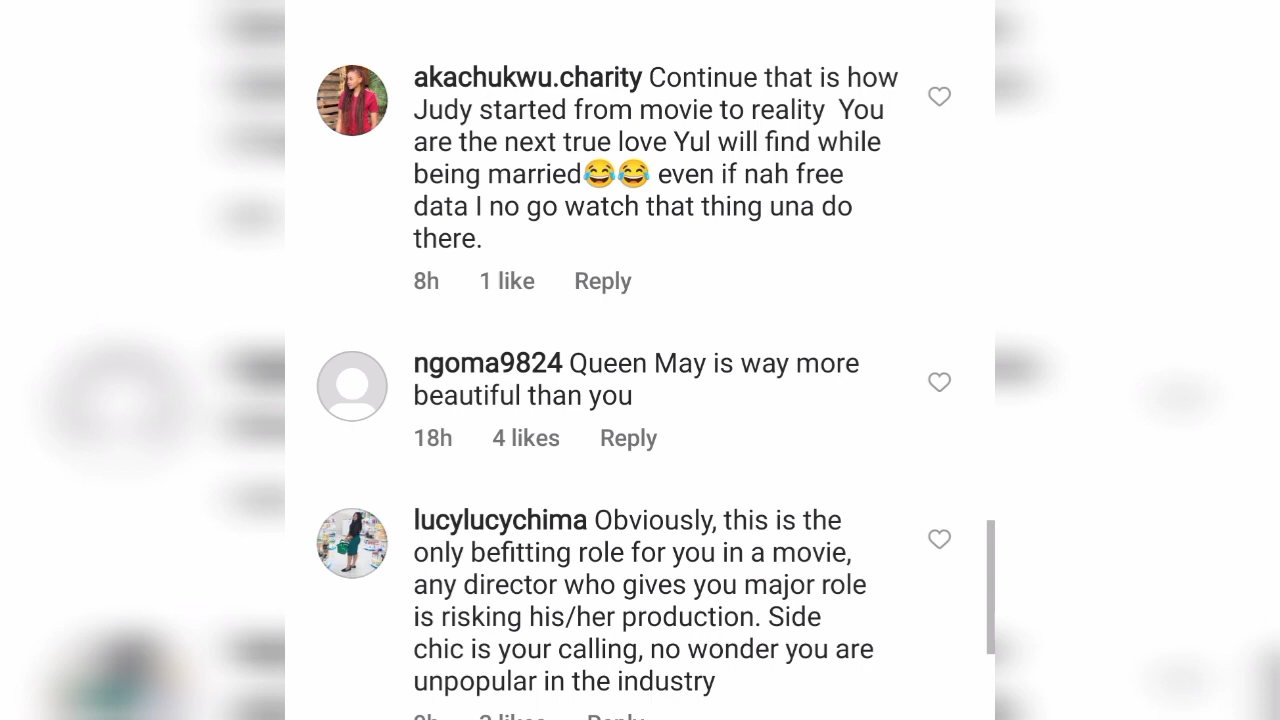 akachukwu.charity Continue that is how
Judy started from movie to reality You
are the next true love Yul will find while
being married😂😂 even if nah free
data I no go watch that thing una do
there.
8h 1 like Reply
ngoma9824 Queen May is way more
beautiful than you
18h 4 likes Reply
lucylucychima Obviously, this is the
only befitting role for you in a movie,
any director who gives you major role
is risking his/her production. Side
chic is your calling, no wonder you are
unpopular in the industry